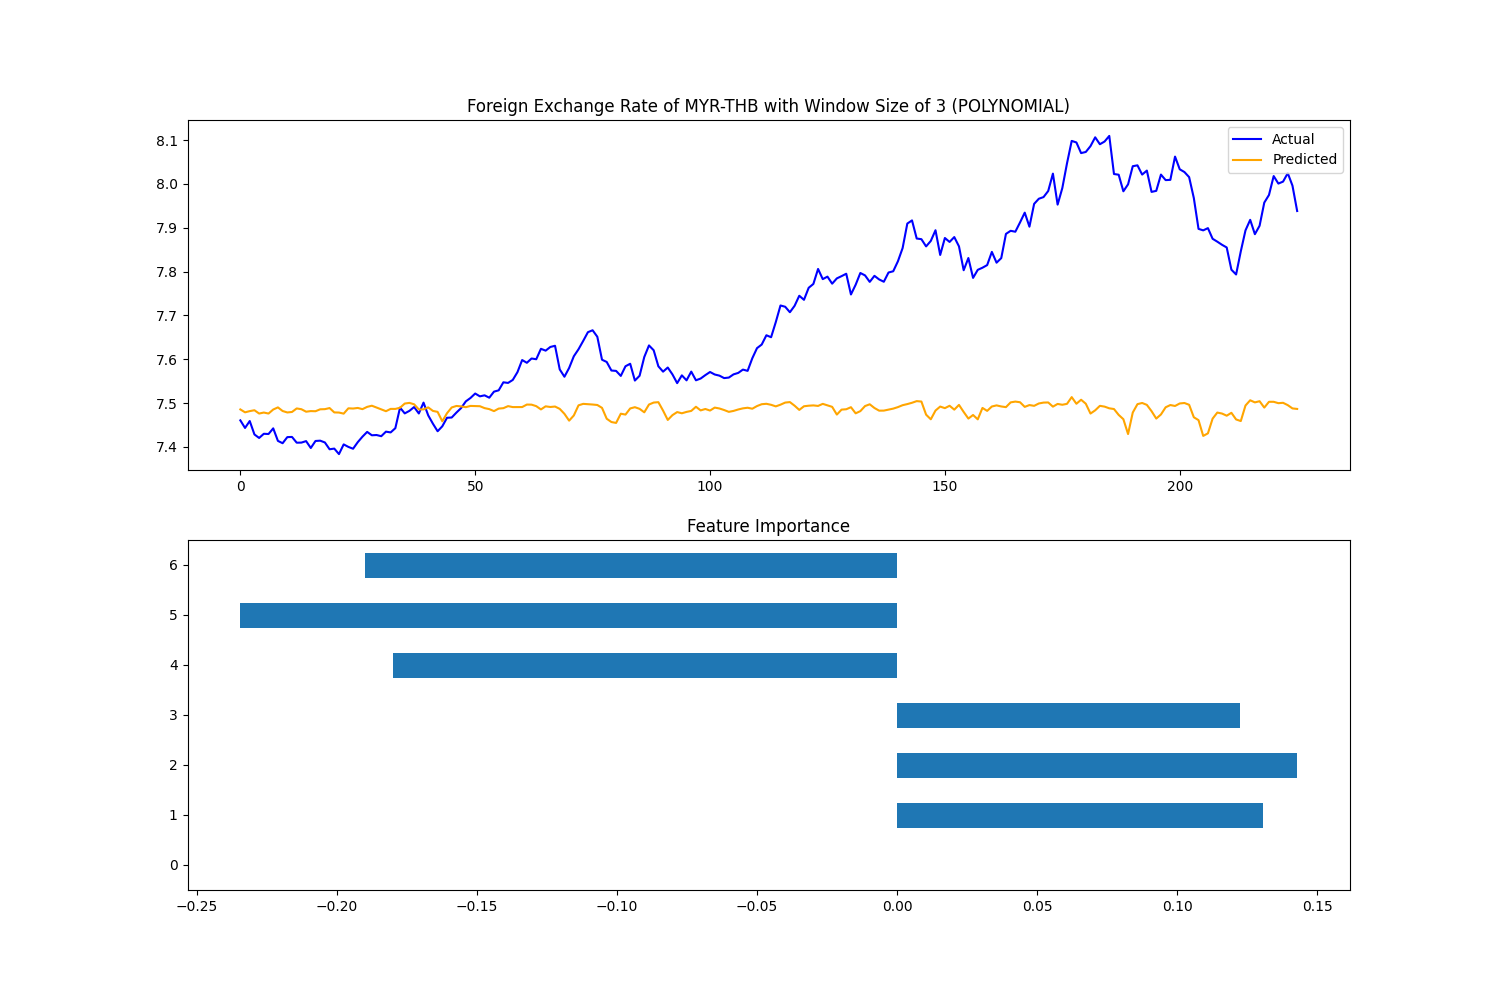 Foreign Exchange Rate of MYR-THB with Window Size of 3 (POLYNOMIAL)
8.1
8.0
7.9
7.8
7.7
7.6
7.5
7.4
Actual
Predicted
0 50 100 150 200
Feature Importance
6
5
4
3
2
1
0
−0.25 −0.20 −0.15 −0.10 −0.05 0.00 0.05 0.10 0.15